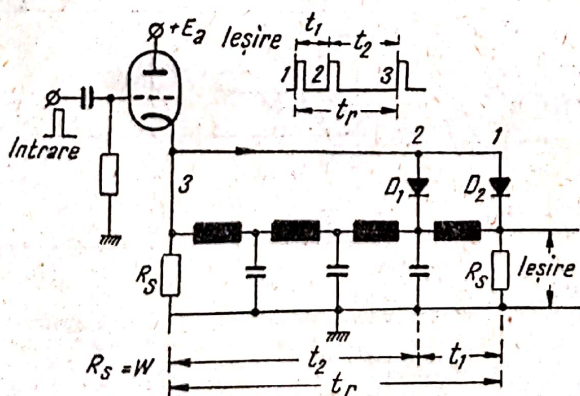 +Ea
Ieșire
t1
t2
1
2
3
tr
Intrare
3
2
1
D1
D2
Rs
Rs
Ieșire
Rs = W
t2
t1
tr